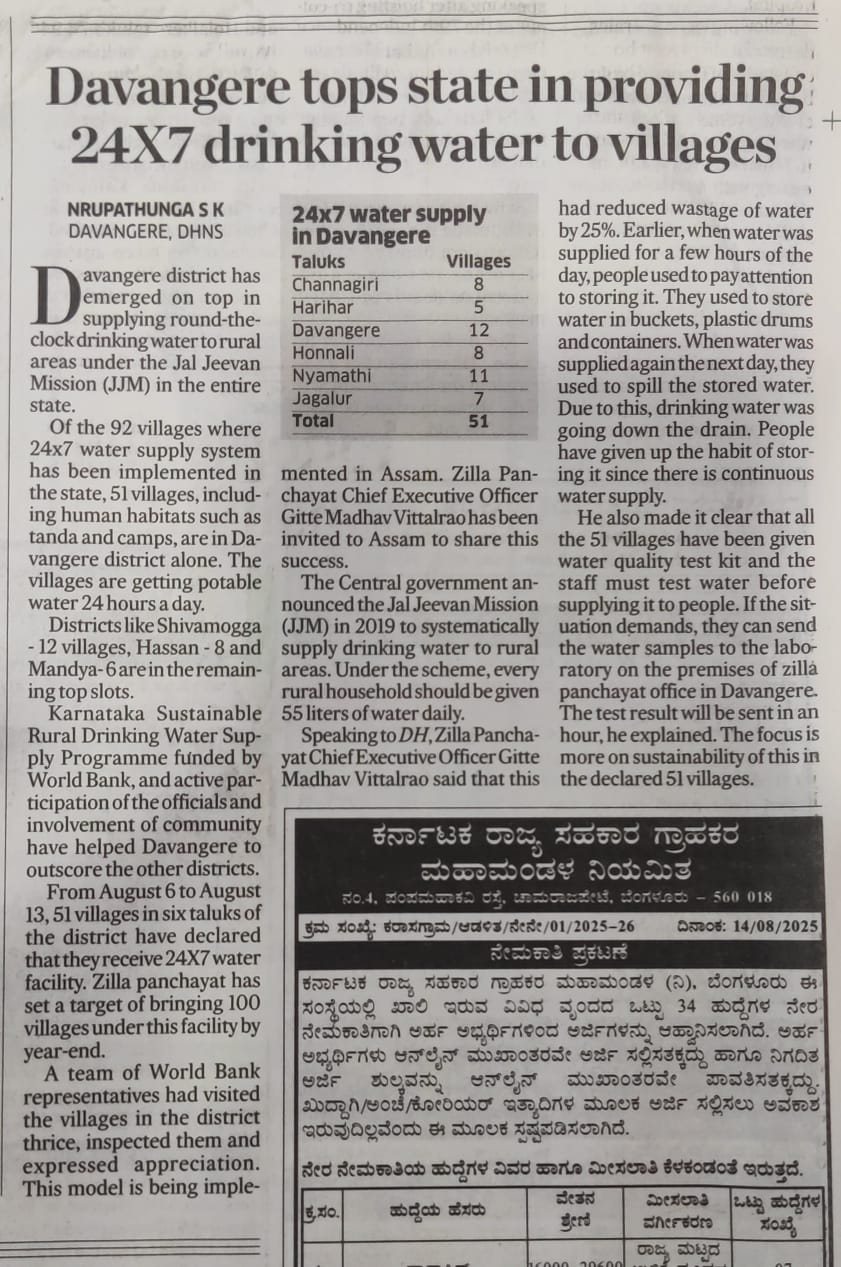 Davangere tops state in providing
24X7 drinking water to villages
NRUPATHUNGA S K
DAVANGERE, DHNS
Davangere district has
emerged on top in
supplying round-the-
clock drinking water to rural
areas under the Jal Jeevan
Mission (JJM) in the entire
state.
Of the 92 villages where
24x7 water supply system
has been implemented in
the state, 51 villages, includ-
ing human habitats such as
tanda and camps, are in Da-
vangere district alone. The
villages are getting potable
water 24 hours a day.
Districts like Shivamogga
- 12 villages, Hassan - 8 and
Mandya- 6 are in the remain-
ing top slots.
Karnataka Sustainable
Rural Drinking Water Sup-
ply Programme funded by
World Bank, and active par-
ticipation of the officials and
involvement of community
have helped Davangere to
outscore the other districts.
From August 6 to August
13, 51 villages in six taluks of
the district have declared
that they receive 24X7 water
facility. Zilla panchayat has
set a target of bringing 100
villages under this facility by
year-end.
A team of World Bank
representatives had visited
the villages in the district
thrice, inspected them and
expressed appreciation.
This model is being imple-
24x7 water supply
in Davangere
Taluks Villages
Channagiri 8
Harihar 5
Davangere 12
Honnali 8
Nyamathi 11
Jagalur 7
Total 51
mented in Assam. Zilla Pan-
chayat Chief Executive Officer
Gitte Madhav Vittalrao has been
invited to Assam to share this
success.
The Central government an-
nounced the Jal Jeevan Mission
(JJM) in 2019 to systematically
supply drinking water to rural
areas. Under the scheme, every
rural household should be given
55 liters of water daily.
Speaking to DH, Zilla Pancha-
yat Chief Executive Officer Gitte
Madhav Vittalrao said that this
had reduced wastage of water
by 25%. Earlier, when water was
supplied for a few hours of the
day, people used to pay attention
to storing it. They used to store
water in buckets, plastic drums
and containers. When water was
supplied again the next day, they
used to spill the stored water.
Due to this, drinking water was
going down the drain. People
have given up the habit of stor-
ing it since there is continuous
water supply.
He also made it clear that all
the 51 villages have been given
water quality test kit and the
staff must test water before
supplying it to people. If the sit-
uation demands, they can send
the water samples to the labo-
ratory on the premises of zilla
panchayat office in Davangere.
The test result will be sent in an
hour, he explained. The focus is
more on sustainability of this in
the declared 51 villages.
ಕರ್ನಾಟಕ ರಾಜ್ಯ ಸಹಕಾರ ಗ್ರಾಹಕರ
ಮಹಾಮಂಡಳ ನಿಯಮಿತ
ನಂ.4, ಪಂಪಮಹಾಕವಿ ರಸ್ತೆ, ಚಾಮರಾಜಪೇಟೆ, ಬೆಂಗಳೂರು – 560 018
ಕ್ರಮ ಸಂಖ್ಯೆ: ಕರಾಸಗ್ರಾಮ/ಆಡಳಿತ/ನೇನೇ/01/2025-26 ದಿನಾಂಕ: 14/08/2025
ನೇಮಕಾತಿ ಪ್ರಕಟಣೆ
ಕರ್ನಾಟಕ ರಾಜ್ಯ ಸಹಕಾರ ಗ್ರಾಹಕರ ಮಹಾಮಂಡಳ (ನಿ), ಬೆಂಗಳೂರು ಈ
ಸಂಸ್ಥೆಯಲ್ಲಿ ಖಾಲಿ ಇರುವ ವಿವಿಧ ವೃಂದದ ಒಟ್ಟು 34 ಹುದ್ದೆಗಳ ನೇರ
ನೇಮಕಾತಿಗಾಗಿ ಅರ್ಹ ಅಭ್ಯರ್ಥಿಗಳಿಂದ ಅರ್ಜಿಗಳನ್ನು ಆಹ್ವಾನಿಸಲಾಗಿದೆ. ಅರ್ಹ
ಅಭ್ಯರ್ಥಿಗಳು ಆನ್‌ಲೈನ್ ಮುಖಾಂತರವೇ ಅರ್ಜಿ ಸಲ್ಲಿಸತಕ್ಕದ್ದು ಹಾಗೂ ನಿಗದಿತ
ಅರ್ಜಿ ಶುಲ್ಕವನ್ನು ಆನ್‌ಲೈನ್ ಮುಖಾಂತರವೇ ಪಾವತಿಸತಕ್ಕದ್ದು.
ಖುದ್ದಾಗಿ/ಅಂಚೆ/ಕೋರಿಯರ್ ಇತ್ಯಾದಿಗಳ ಮೂಲಕ ಅರ್ಜಿ ಸಲ್ಲಿಸಲು ಅವಕಾಶ
ಇರುವುದಿಲ್ಲವೆಂದು ಈ ಮೂಲಕ ಸ್ಪಷ್ಟಪಡಿಸಲಾಗಿದೆ.
ನೇರ ನೇಮಕಾತಿಯ ಹುದ್ದೆಗಳ ವಿವರ ಹಾಗೂ ಮೀಸಲಾತಿ ಕೆಳಕಂಡಂತೆ ಇರುತ್ತದೆ.
ಕ್ರ.ಸಂ. ಹುದ್ದೆಯ ಹೆಸರು ವೇತನ ಶ್ರೇಣಿ ಮೀಸಲಾತಿ ವರ್ಗೀಕರಣ ಒಟ್ಟು ಹುದ್ದೆಗಳ ಸಂಖ್ಯೆ
ರಾಜ್ಯ ಮಟ್ಟದ